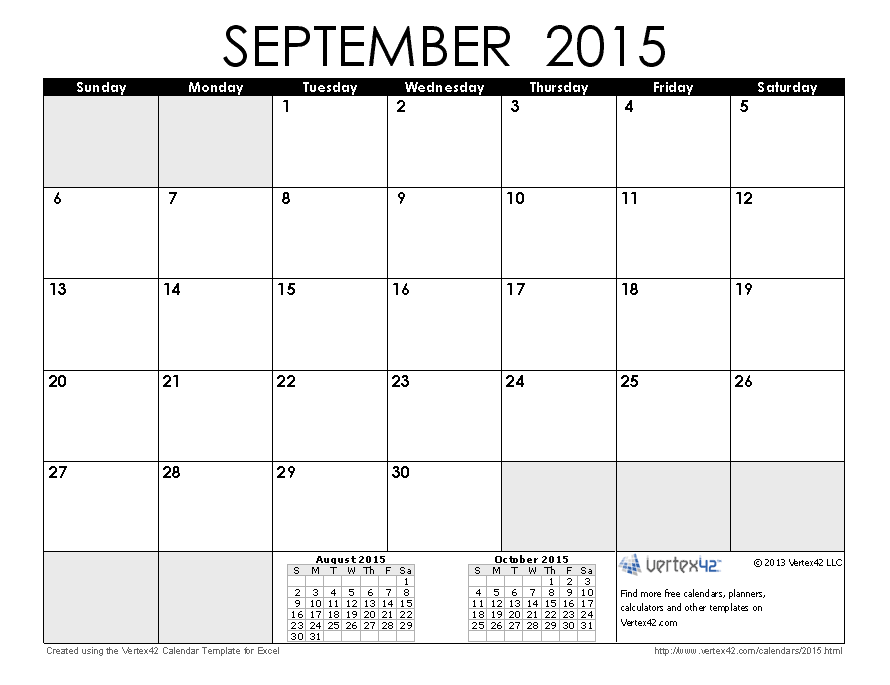 SEPTEMBER 2015
Sunday Monday Tuesday Wednesday Thursday Friday Saturday
1 2 3 4 5
6 7 8 9 10 11 12
13 14 15 16 17 18 19
20 21 22 23 24 25 26
27 28 29 30
August 2015
S M T W Th F Sa
1
2 3 4 5 6 7 8
9 10 11 12 13 14 15
16 17 18 19 20 21 22
23 24 25 26 27 28 29
30 31
October 2015
S M T W Th F Sa
1 2 3
4 5 6 7 8 9 10
11 12 13 14 15 16 17
18 19 20 21 22 23 24
25 26 27 28 29 30 31
vertex42 © 2013 Vertex42 LLC
Find more free calendars, planners,
calculators and other templates on
Vertex42.com
Created using the Vertex42 Calendar Template for Excel
http://www.vertex42.com/calendars/2015.html